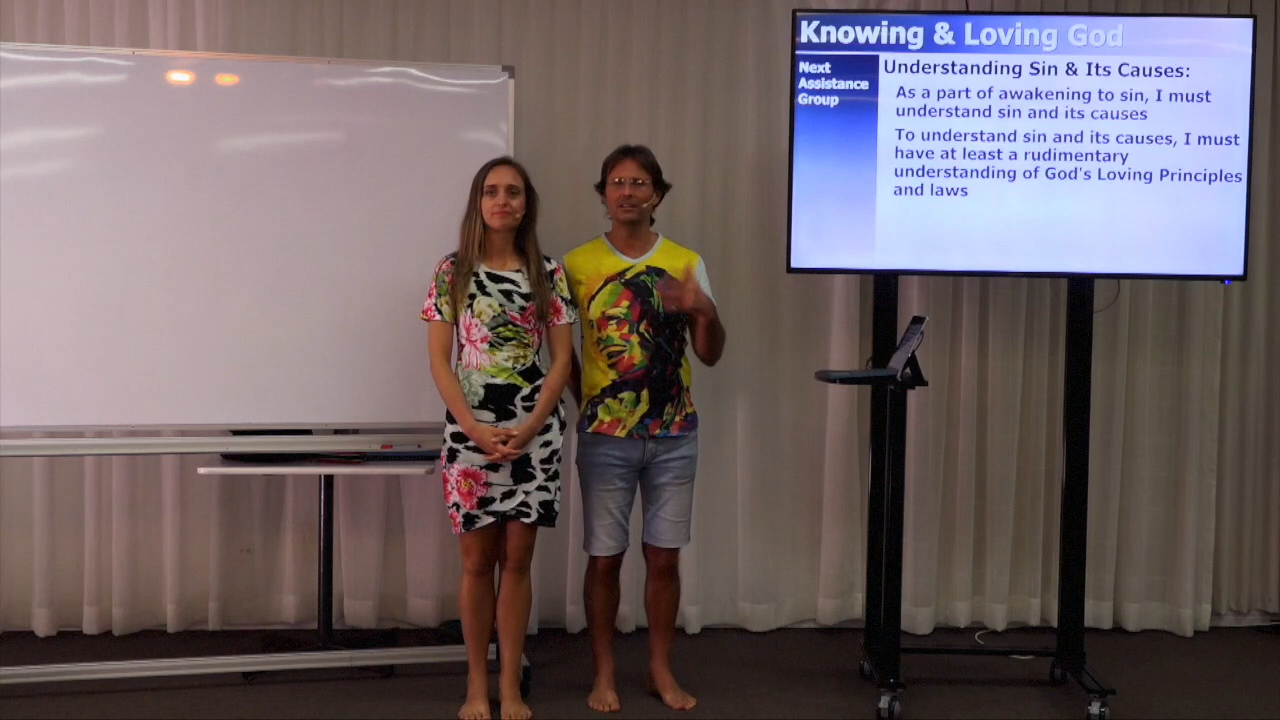 Knowing & Loving God
Next
Assistance
Group
Understanding Sin & Its Causes:
As a part of awakening to sin, I must
understand sin and its causes
To understand sin and its causes, I must
have at least a rudimentary
understanding of God's Loving Principles
and laws